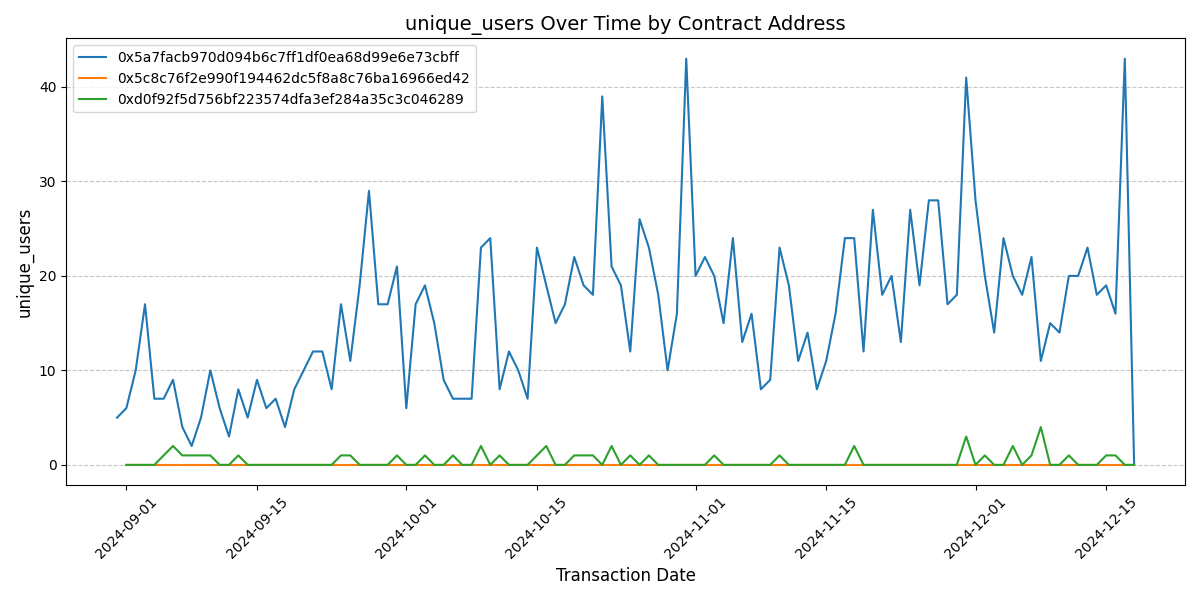 unique_users Over Time by Contract Address
0x5a7facb970d094b6c7ff1df0ea68d99e6e73cbff
0x5c8c76f2e990f194462dc5f8a8c76ba16966ed42
0xd0f92f5d756bf223574dfa3ef284a35c3c046289
unique_users
40
30
20
10
0
2024-09-01
2024-09-15
2024-10-01
2024-10-15
2024-11-01
2024-11-15
2024-12-01
2024-12-15
Transaction Date